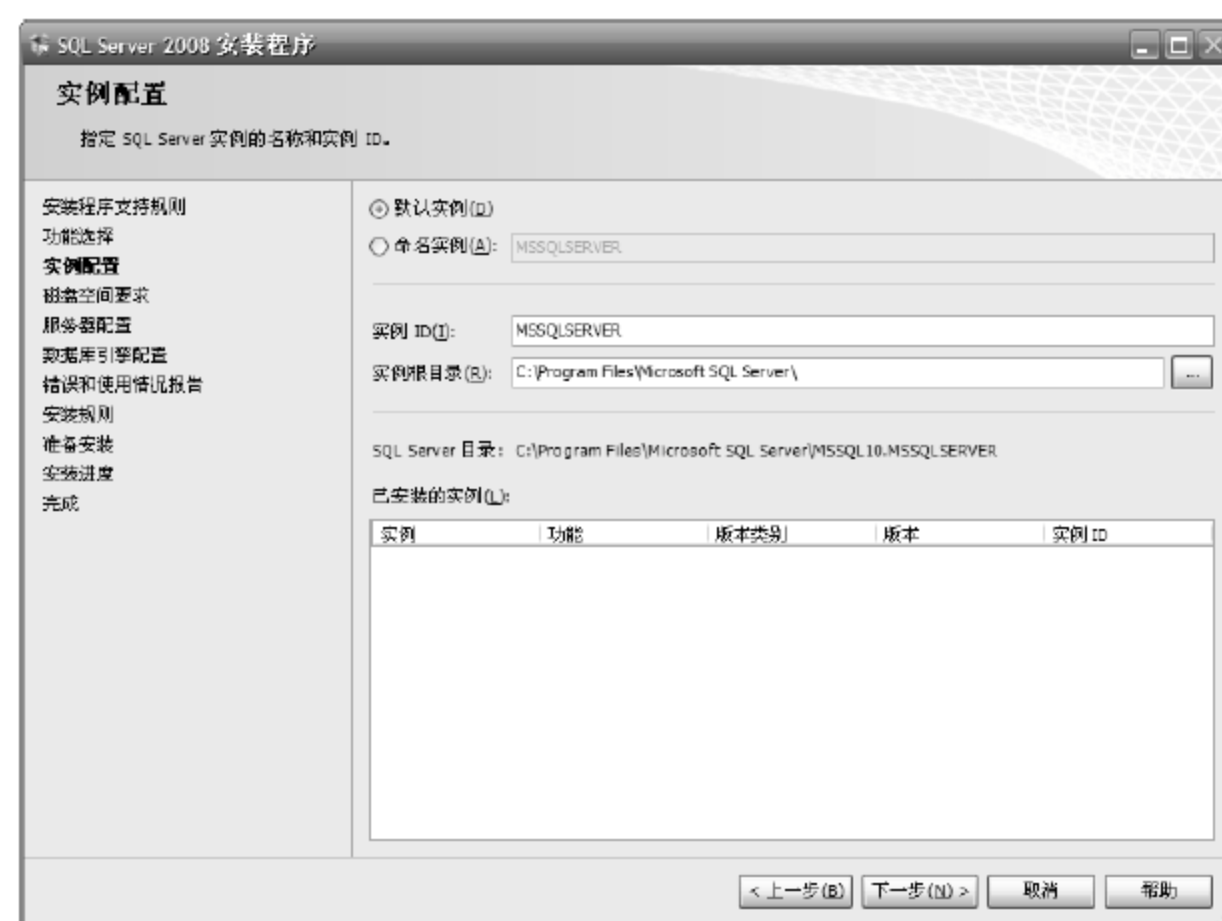 SQL Server 2008 安装程序
实例配置
指定 SQL Server 实例的名称和实例 ID。
安装程序支持规则
功能选择
实例配置
磁盘空间要求
服务器配置
数据库引擎配置
错误和使用情况报告
安装规则
准备安装
安装进度
完成
默认实例(D)
命名实例(A): MSSQLSERVER
实例 ID(I): MSSQLSERVER
实例根目录(R): C:\Program Files\Microsoft SQL Server\ ...
SQL Server 目录: C:\Program Files\Microsoft SQL Server\MSSQL10.MSSQLSERVER
已安装的实例(L):
实例 功能 版本类别 版本 实例 ID
< 上一步(B) 下一步(N) > 取消 帮助